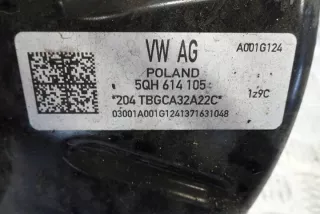 VW AG A001G124
POLAND
5QH 614 105
*204 TBGCA32A22C* 1z9C
03001A001G1241371631048